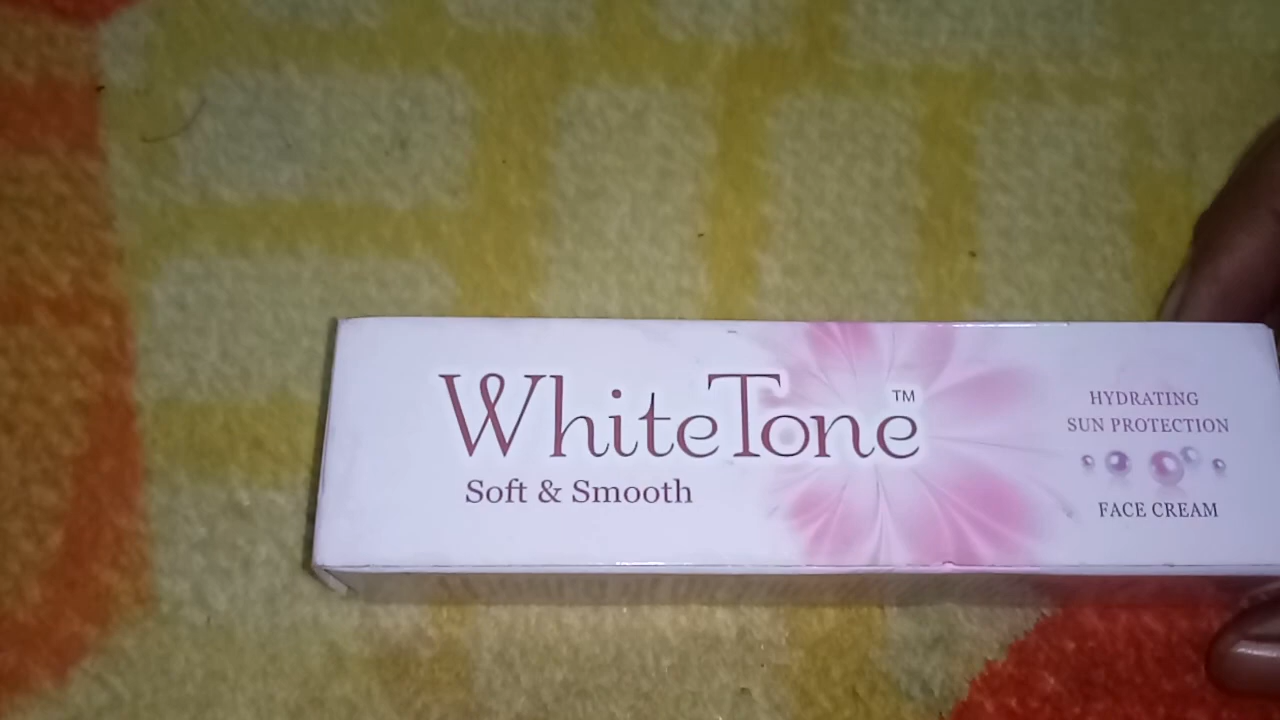 WhiteTone™
Soft & Smooth
HYDRATING
SUN PROTECTION
FACE CREAM